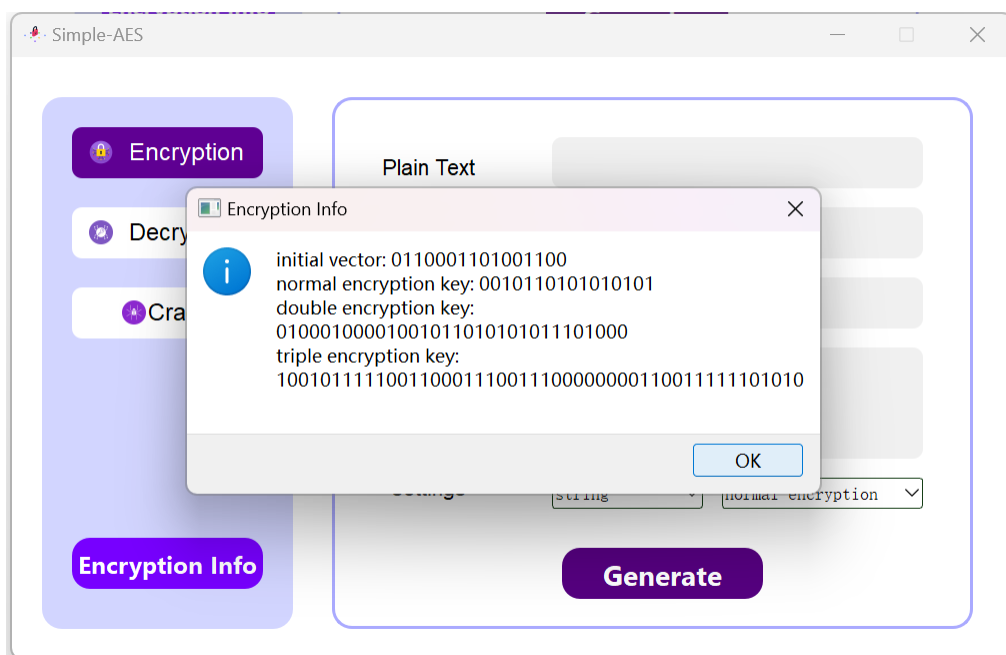 Simple-AES
Encryption
Plain Text
Encryption Info
Decry
initial vector: 0110001101001100
normal encryption key: 0010110101010101
double encryption key:
01000100001001011010101011101000
Cra
triple encryption key:
100101111100110001110011100000000110011111101010
OK
string
normal encryption
Encryption Info
Generate